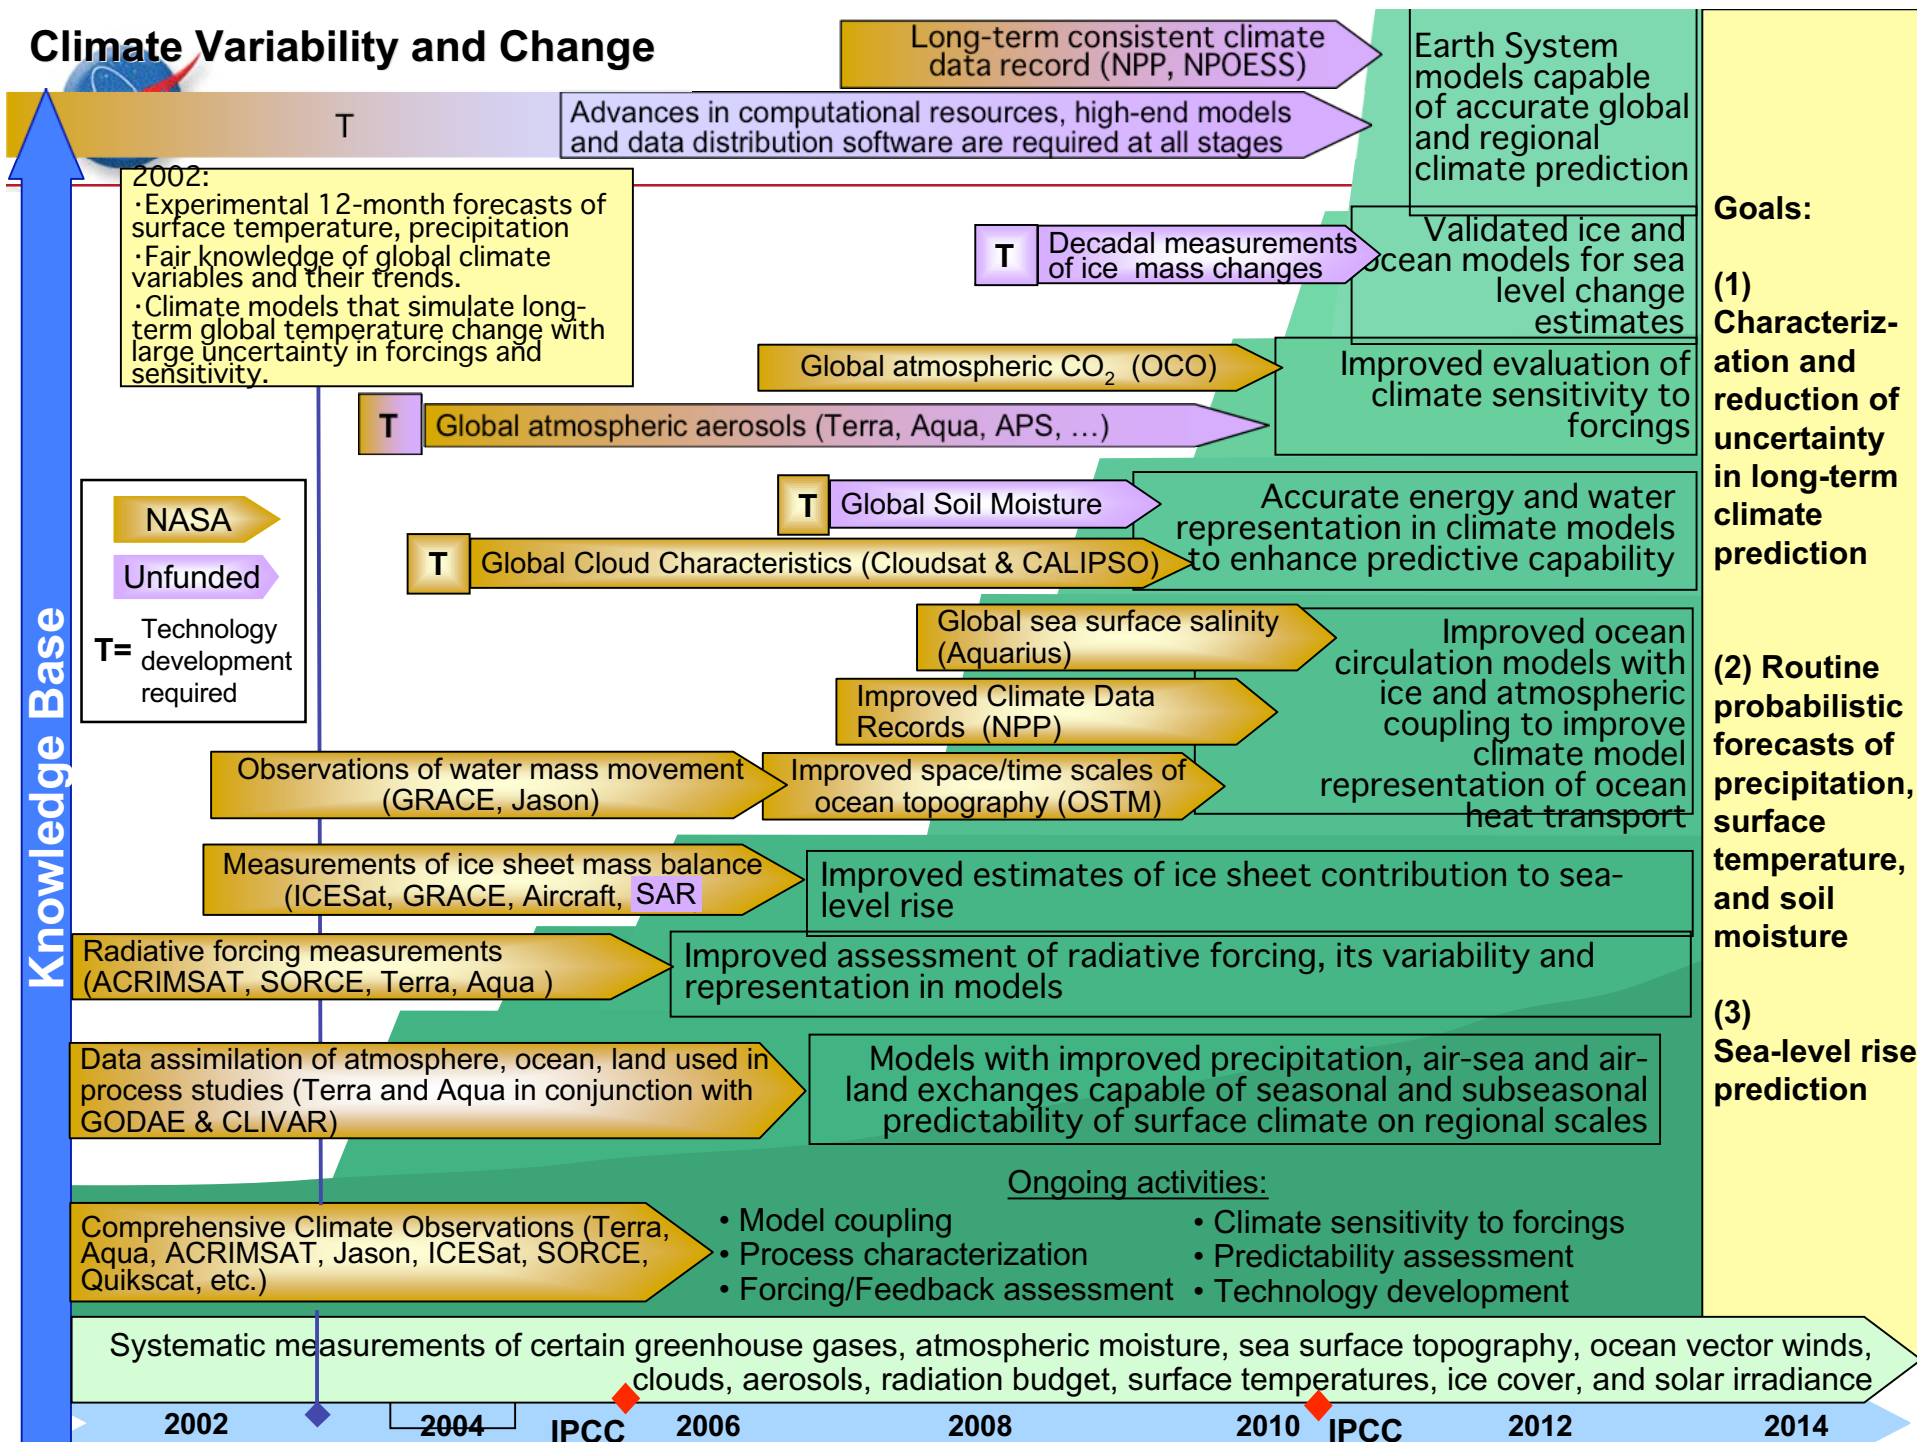 Climate Variability and Change
Long-term consistent climate
data record (NPP, NPOESS)
T
Advances in computational resources, high-end models
and data distribution software are required at all stages
Earth System
models capable
of accurate global
and regional
climate prediction
2002:
·Experimental 12-month forecasts of
surface temperature, precipitation
·Fair knowledge of global climate
variables and their trends.
·Climate models that simulate long-
term global temperature change with
large uncertainty in forcings and
sensitivity.
T
Decadal measurements
of ice mass changes
Validated ice and
ocean models for sea
level change
estimates
Global atmospheric CO₂ (OCO)
T
Global atmospheric aerosols (Terra, Aqua, APS, …)
Improved evaluation of
climate sensitivity to
forcings
NASA
Unfunded
T= Technology
development
required
T
Global Soil Moisture
T
Global Cloud Characteristics (Cloudsat & CALIPSO)
Accurate energy and water
representation in climate models
to enhance predictive capability
Global sea surface salinity
(Aquarius)
Improved Climate Data
Records (NPP)
Observations of water mass movement
(GRACE, Jason)
Improved space/time scales of
ocean topography (OSTM)
Improved ocean
circulation models with
ice and atmospheric
coupling to improve
climate model
representation of ocean
heat transport
Measurements of ice sheet mass balance
(ICESat, GRACE, Aircraft, SAR
Improved estimates of ice sheet contribution to sea-
level rise
Radiative forcing measurements
(ACRIMSAT, SORCE, Terra, Aqua )
Improved assessment of radiative forcing, its variability and
representation in models
Data assimilation of atmosphere, ocean, land used in
process studies (Terra and Aqua in conjunction with
GODAE & CLIVAR)
Models with improved precipitation, air-sea and air-
land exchanges capable of seasonal and subseasonal
predictability of surface climate on regional scales
Comprehensive Climate Observations (Terra,
Aqua, ACRIMSAT, Jason, ICESat, SORCE,
Quikscat, etc.)
Ongoing activities:
• Model coupling
• Process characterization
• Forcing/Feedback assessment
• Climate sensitivity to forcings
• Predictability assessment
• Technology development
Knowledge Base
Goals:
(1)
Characteriz-
ation and
reduction of
uncertainty
in long-term
climate
prediction
(2) Routine
probabilistic
forecasts of
precipitation,
surface
temperature,
and soil
moisture
(3)
Sea-level rise
prediction
Systematic measurements of certain greenhouse gases, atmospheric moisture, sea surface topography, ocean vector winds,
clouds, aerosols, radiation budget, surface temperatures, ice cover, and solar irradiance
2002 2004 IPCC 2006 2008 2010 IPCC 2012 2014